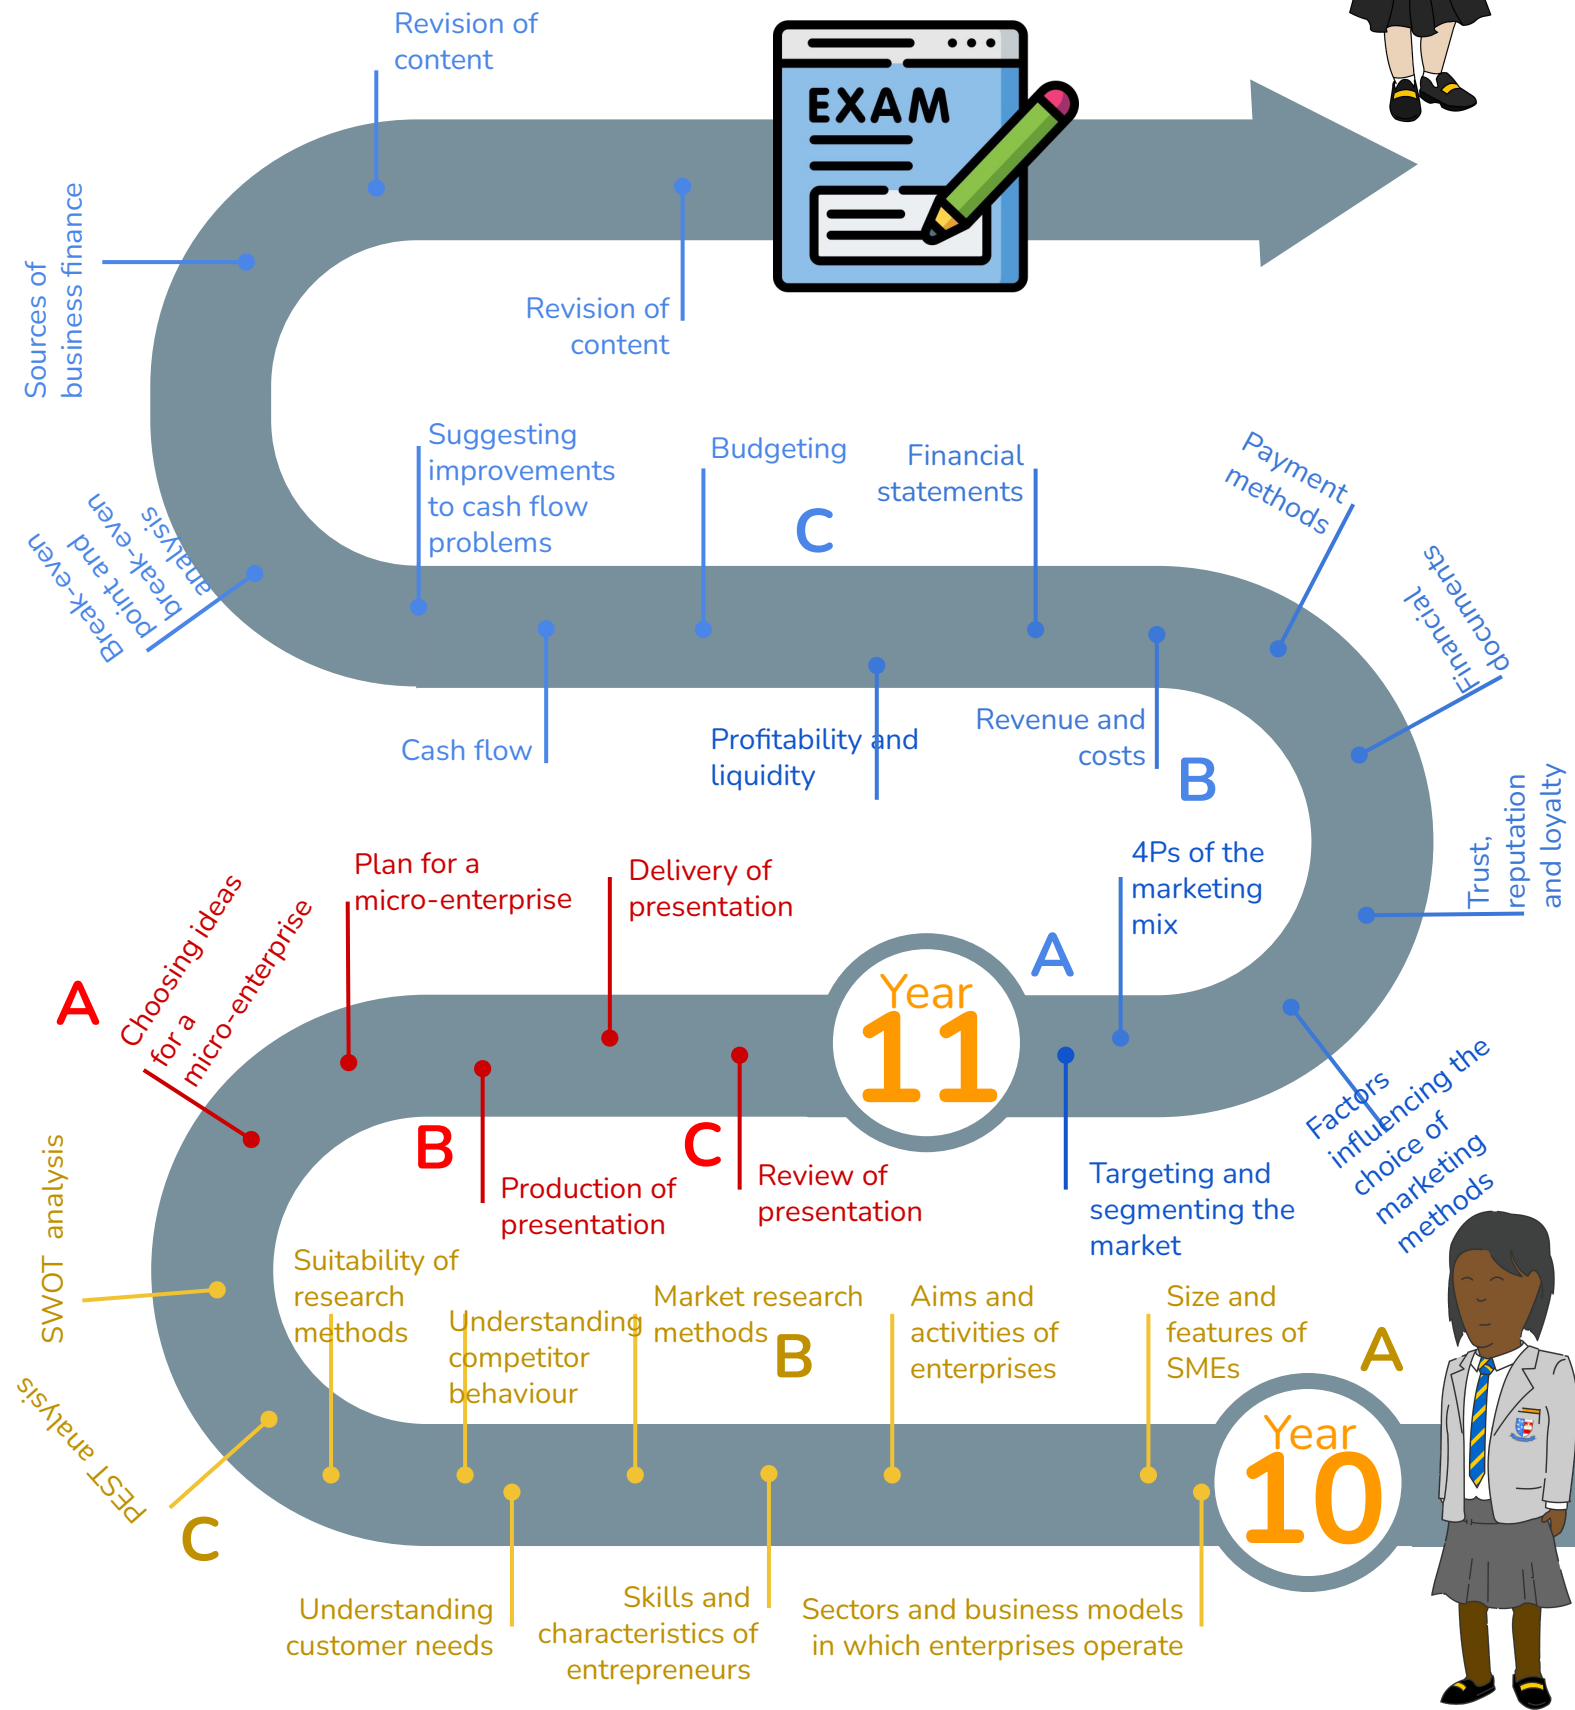 Revision of
content
EXAM
Sources of
business finance
Revision of
content
Suggesting
improvements
to cash flow
problems
Budgeting
C
Financial
statements
Payment
methods
Financial
documents
Break-even
point and
break-even
analysis
Cash flow
Profitability and
liquidity
Revenue and
costs
B
Trust,
reputation
and loyalty
4Ps of the
marketing
mix
A
Plan for a
micro-enterprise
Delivery of
presentation
Choosing ideas
for a
micro-enterprise
A
Year
11
B
C
Production of
presentation
Review of
presentation
Targeting and
segmenting the
market
Factors
influencing the
choice of
marketing
methods
SWOT analysis
Suitability of
research
methods
Understanding
competitor
behaviour
Market research
methods
B
Aims and
activities of
enterprises
Size and
features of
SMEs
A
Year
10
PEST analysis
C
Understanding
customer needs
Skills and
characteristics of
entrepreneurs
Sectors and business models
in which enterprises operate